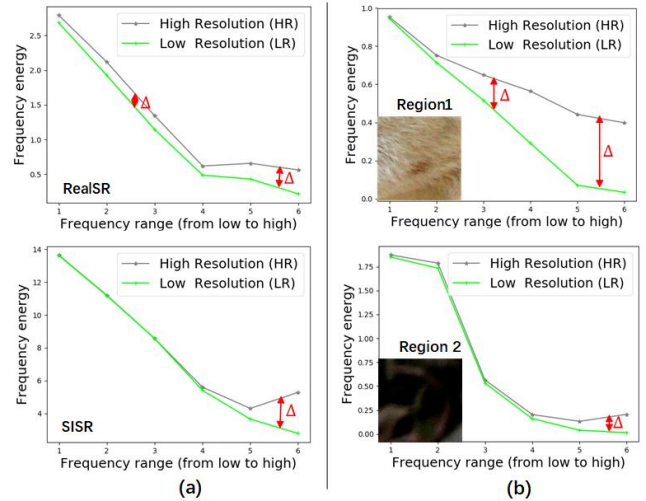 High Resolution (HR)
Low Resolution (LR)
Frequency energy
2.5
2.0
1.5
1.0
0.5
Δ
Δ
RealSR
1 2 3 4 5 6
Frequency range (from low to high)
High Resolution (HR)
Low Resolution (LR)
Frequency energy
14
12
10
8
6
4
Δ
SISR
1 2 3 4 5 6
Frequency range (from low to high)
(a)
High Resolution (HR)
Low Resolution (LR)
Frequency energy
1.0
0.8
0.6
0.4
0.2
0.0
Δ
Region1
Δ
1 2 3 4 5 6
Frequency range (from low to high)
High Resolution (HR)
Low Resolution (LR)
Frequency energy
1.75
1.50
1.25
1.00
0.75
0.50
0.25
0.00
Region 2
Δ
1 2 3 4 5 6
Frequency range (from low to high)
(b)